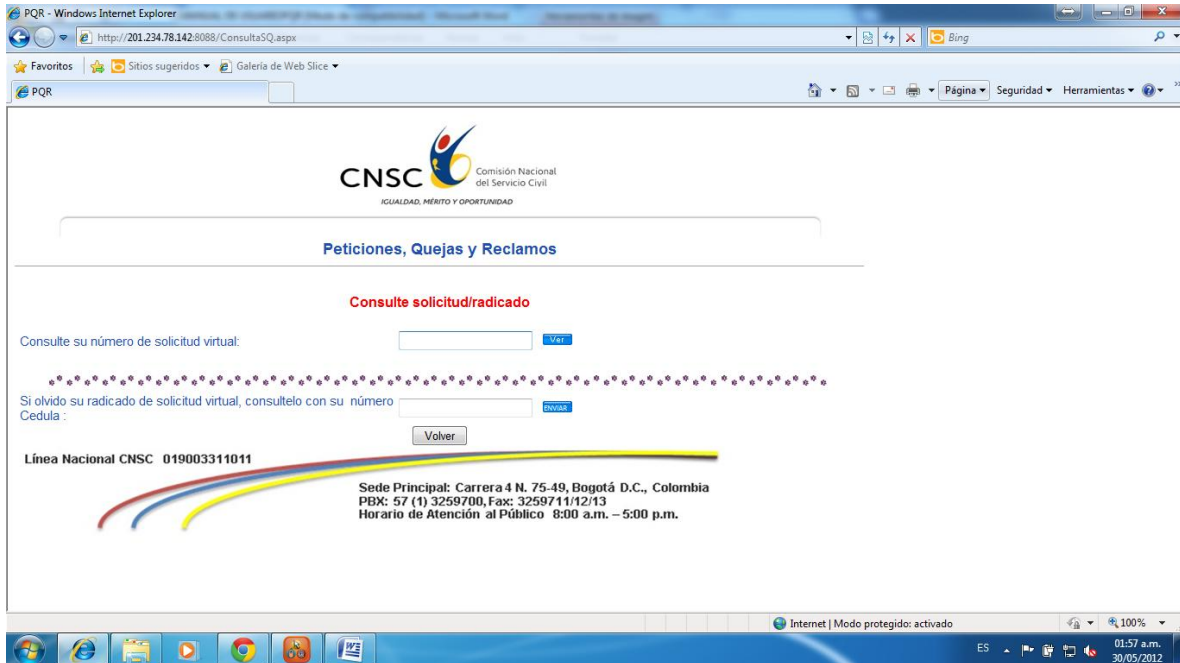 PQR - Windows Internet Explorer
http://201.234.78.142:8088/ConsultaSQ.aspx
Bing
Favoritos
Sitios sugeridos
Galería de Web Slice
PQR
Página
Seguridad
Herramientas
CNSC
Comisión Nacional
del Servicio Civil
IGUALDAD, MÉRITO Y OPORTUNIDAD
Peticiones, Quejas y Reclamos
Consulte solicitud/radicado
Consulte su número de solicitud virtual:
Ver
Si olvido su radicado de solicitud virtual, consultelo con su número
Cedula :
ENVIAR
Volver
Línea Nacional CNSC 019003311011
Sede Principal: Carrera 4 N. 75-49, Bogotá D.C., Colombia
PBX: 57 (1) 3259700, Fax: 3259711/12/13
Horario de Atención al Público 8:00 a.m. – 5:00 p.m.
Internet | Modo protegido: activado
100%
ES
01:57 a.m.
30/05/2012